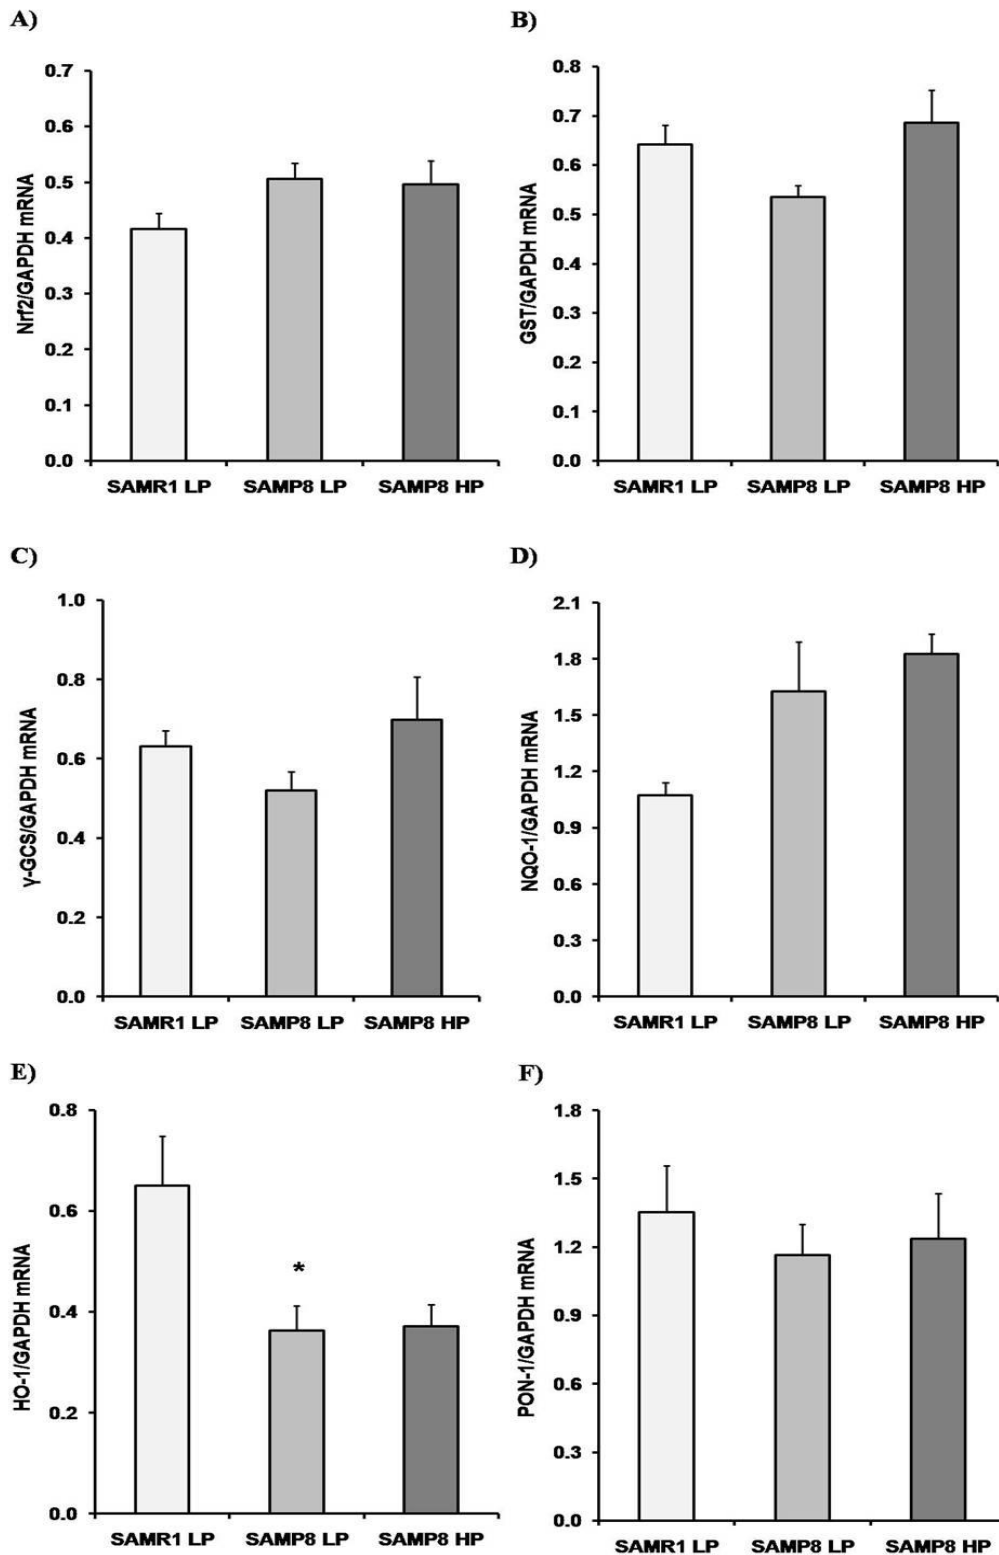 A)
Nrf2/GAPDH mRNA
0.7
0.6
0.5
0.4
0.3
0.2
0.1
0.0
SAMR1 LP SAMP8 LP SAMP8 HP
B)
GST/GAPDH mRNA
0.8
0.7
0.6
0.5
0.4
0.3
0.2
0.1
0.0
SAMR1 LP SAMP8 LP SAMP8 HP
C)
γ-GCS/GAPDH mRNA
1.0
0.8
0.6
0.4
0.2
0.0
SAMR1 LP SAMP8 LP SAMP8 HP
D)
NQO-1/GAPDH mRNA
2.1
1.8
1.5
1.2
0.9
0.6
0.3
0.0
SAMR1 LP SAMP8 LP SAMP8 HP
E)
HO-1/GAPDH mRNA
0.8
0.6
0.4
0.2
0.0
*
SAMR1 LP SAMP8 LP SAMP8 HP
F)
PON-1/GAPDH mRNA
1.8
1.5
1.2
0.9
0.6
0.3
0.0
SAMR1 LP SAMP8 LP SAMP8 HP